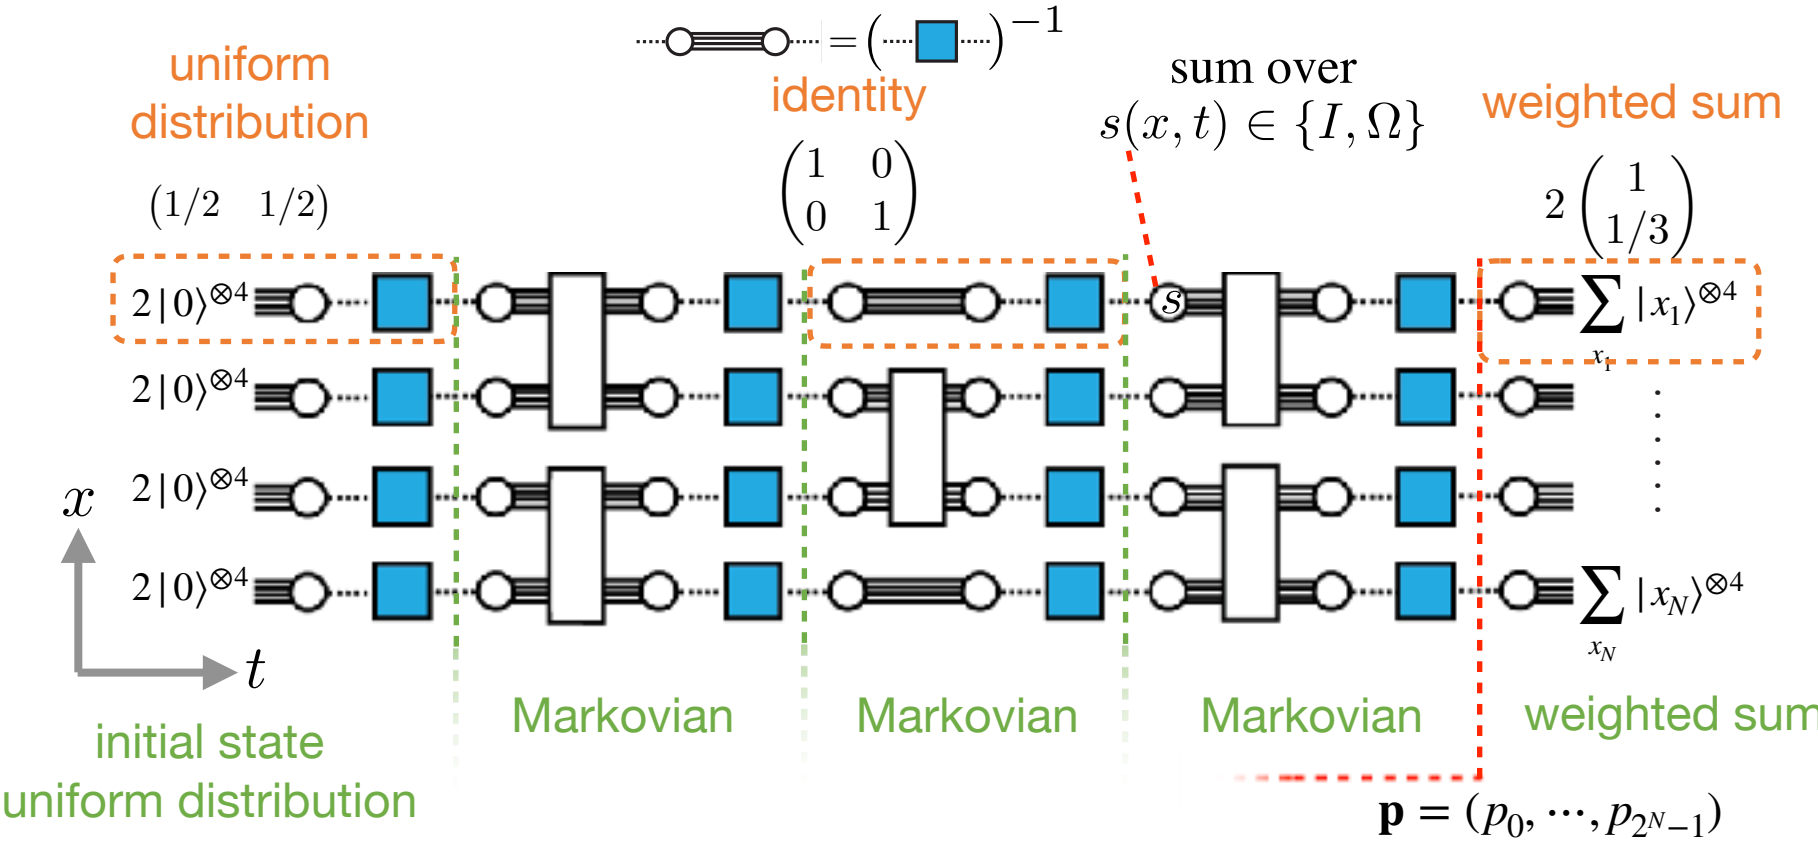 = ( )⁻¹
identity
uniform
distribution
sum over
s(x, t) ∈ {I, Ω}
weighted sum
(1/2 1/2)
(1 0
0 1)
2 (1
1/3)
2|0⟩⊗4
s
∑x₁ |x₁⟩⊗4
2|0⟩⊗4
2|0⟩⊗4
2|0⟩⊗4
∑x_N |x_N⟩⊗4
x
t
Markovian
Markovian
Markovian
weighted sum
initial state
uniform distribution
p = (p₀, ⋯, p_{2^N−1})